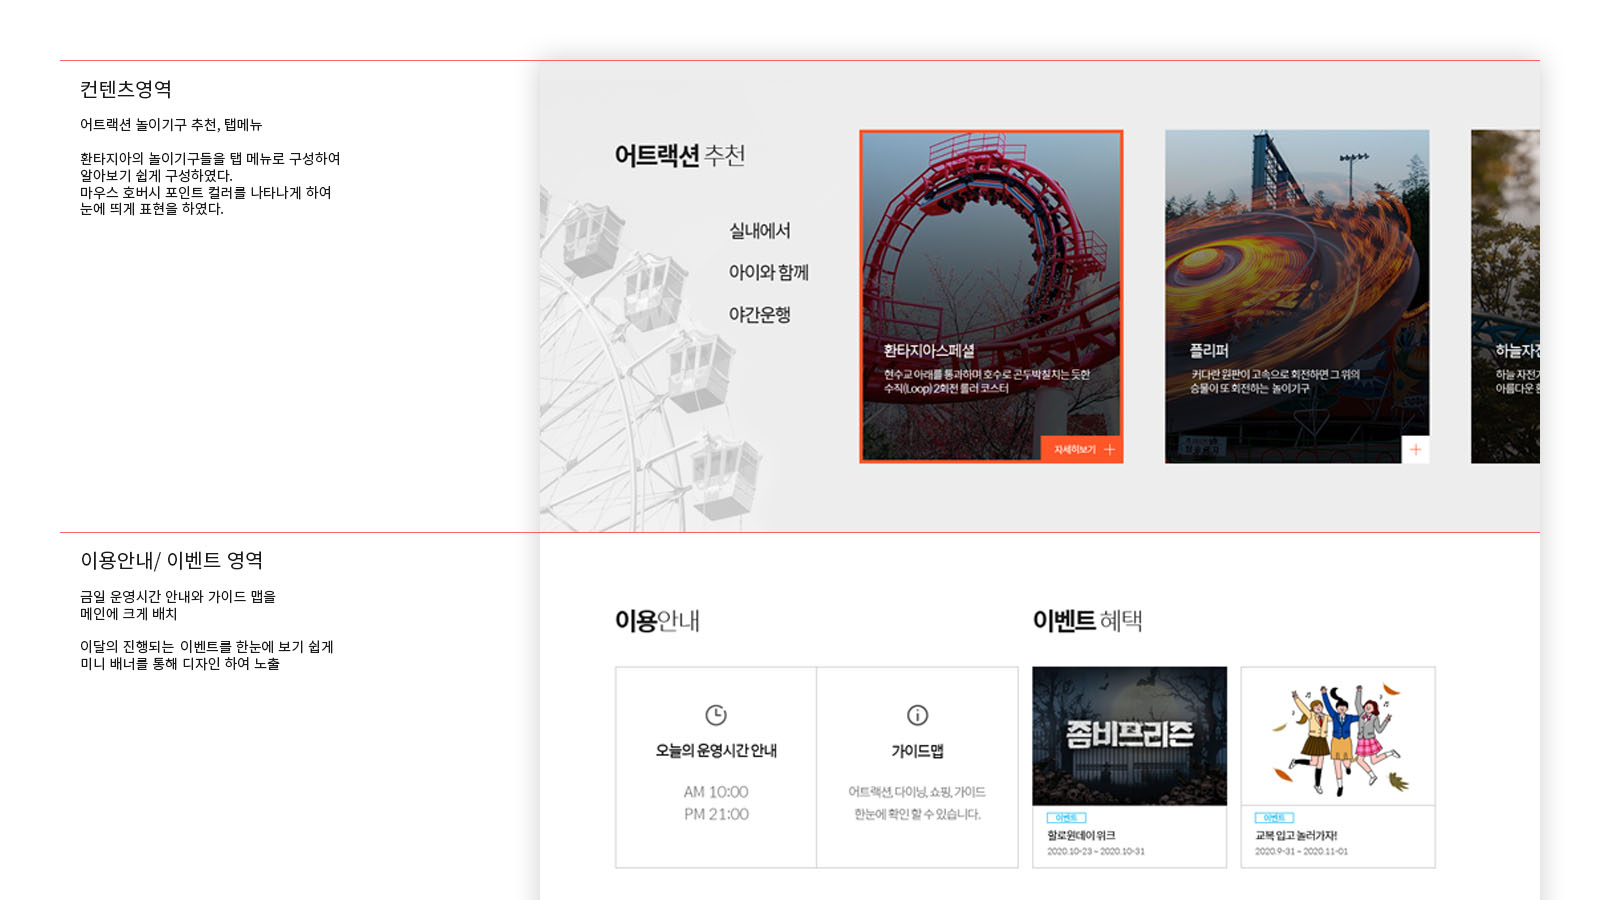 컨텐츠영역
어트랙션 놀이기구 추천, 탭메뉴
환타지아의 놀이기구들을 탭 메뉴로 구성하여
알아보기 쉽게 구성하였다.
마우스 호버시 포인트 컬러를 나타나게 하여
눈에 띄게 표현을 하였다.
어트랙션 추천
실내에서
아이와 함께
야간운행
환타지아스페셜
현수교 아래를 통과하며 호수로 곤두박칠치는 듯한
수직(Loop) 2회전 롤러 코스터
자세히보기
플리퍼
커다란 원판이 고속으로 회전하면 그 위의
승물이 또 회전하는 놀이기구
하늘자전
하늘 자전거
아름다운
이용안내/ 이벤트 영역
금일 운영시간 안내와 가이드 맵을
메인에 크게 배치
이달의 진행되는 이벤트를 한눈에 보기 쉽게
미니 배너를 통해 디자인 하여 노출
이용안내
오늘의 운영시간 안내
AM 10:00
PM 21:00
가이드맵
어트랙션, 다이닝, 쇼핑, 가이드
한눈에 확인 할 수 있습니다.
이벤트 혜택
좀비프리즌
이벤트
할로윈데이 위크
2020.10-23 ~ 2020.10-31
이벤트
교복 입고 놀러가자!
2020.9-31 ~ 2020.11-01